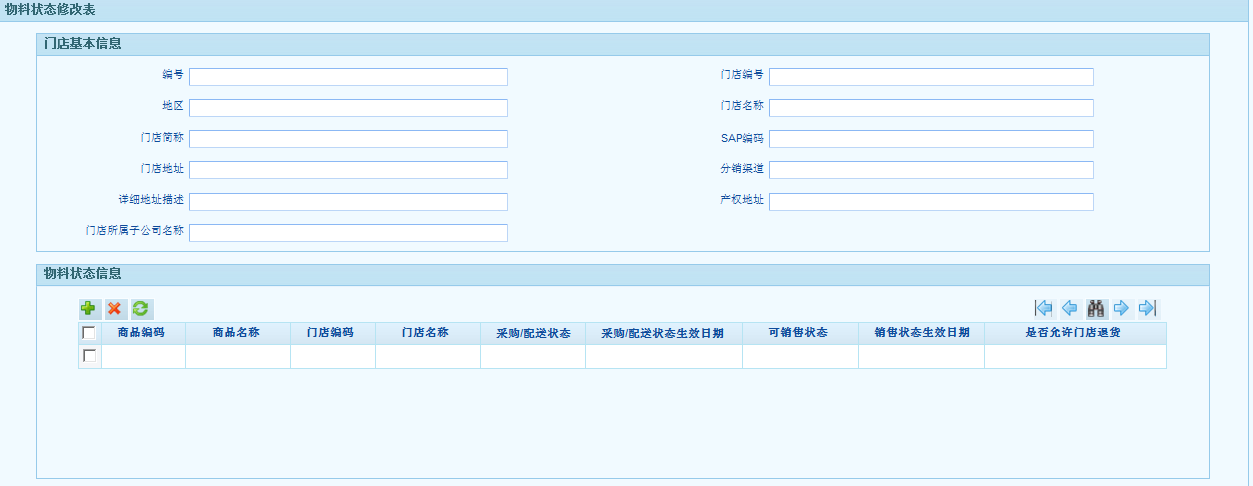 物料状态修改表
门店基本信息
编号 门店编号
地区 门店名称
门店简称 SAP编码
门店地址 分销渠道
详细地址描述 产权地址
门店所属子公司名称
物料状态信息
商品编码 商品名称 门店编码 门店名称 采购/配送状态 采购/配送状态生效日期 可销售状态 销售状态生效日期 是否允许门店退货